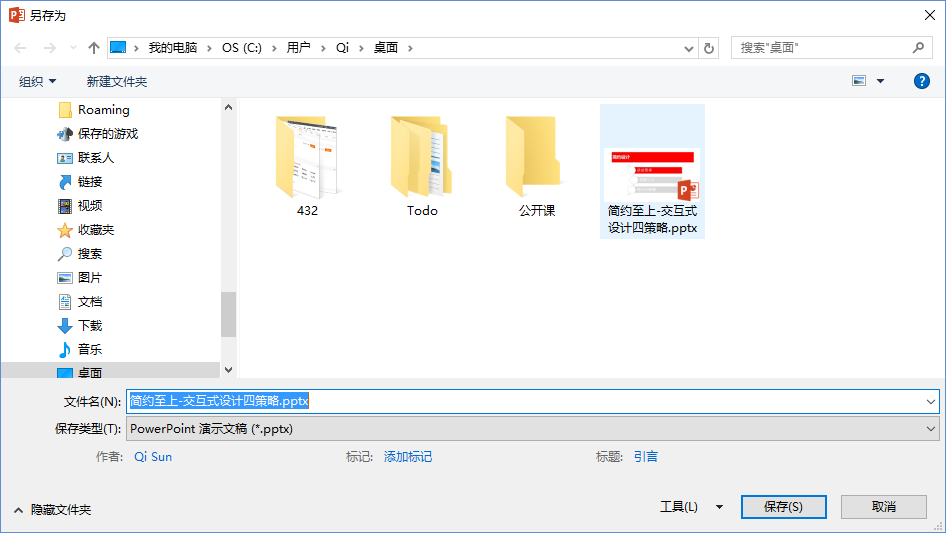 另存为
我的电脑 › OS (C:) › 用户 › Qi › 桌面 ›
搜索"桌面"
组织
新建文件夹
Roaming
保存的游戏
联系人
链接
视频
收藏夹
搜索
图片
文档
下载
音乐
桌面
432
Todo
公开课
简约设计
简约至上-交互式
设计四策略.pptx
文件名(N):
简约至上-交互式设计四策略.pptx
保存类型(T):
PowerPoint 演示文稿 (*.pptx)
作者:
Qi Sun
标记:
添加标记
标题:
引言
隐藏文件夹
工具(L)
保存(S)
取消